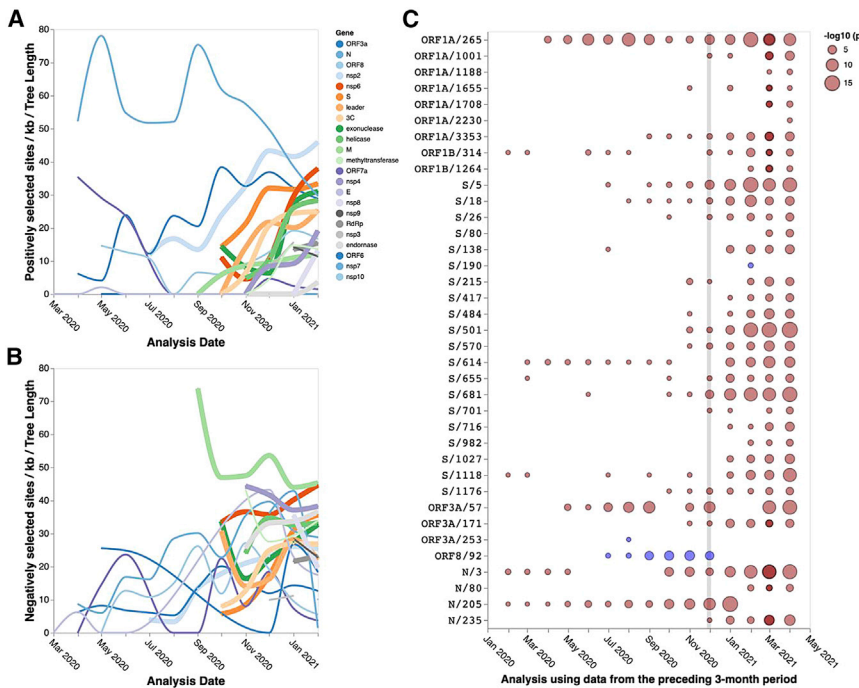 A
Positively selected sites / kb / Tree Length
80
70
60
50
40
30
20
10
0
Mar 2020
May 2020
Jul 2020
Sep 2020
Nov 2020
Jan 2021
Analysis Date
Gene
ORF3a
N
ORF8
nsp2
nsp6
S
leader
3C
exonuclease
helicase
M
methyltransferase
ORF7a
nsp4
E
nsp8
nsp9
RdRp
nsp3
endornase
ORF6
nsp7
nsp10
B
Negatively selected sites / kb / Tree Length
80
70
60
50
40
30
20
10
0
Mar 2020
May 2020
Jul 2020
Sep 2020
Nov 2020
Jan 2021
Analysis Date
C
ORF1A/265
ORF1A/1001
ORF1A/1188
ORF1A/1655
ORF1A/1708
ORF1A/2230
ORF1A/3353
ORF1B/314
ORF1B/1264
S/5
S/18
S/26
S/80
S/138
S/190
S/215
S/417
S/484
S/501
S/570
S/614
S/655
S/681
S/701
S/716
S/982
S/1027
S/1118
S/1176
ORF3A/57
ORF3A/171
ORF3A/253
ORF8/92
N/3
N/80
N/205
N/235
Jan 2020
Mar 2020
May 2020
Jul 2020
Sep 2020
Nov 2020
Jan 2021
Mar 2021
May 2021
Analysis using data from the preceding 3-month period
-log10 (p
5
10
15